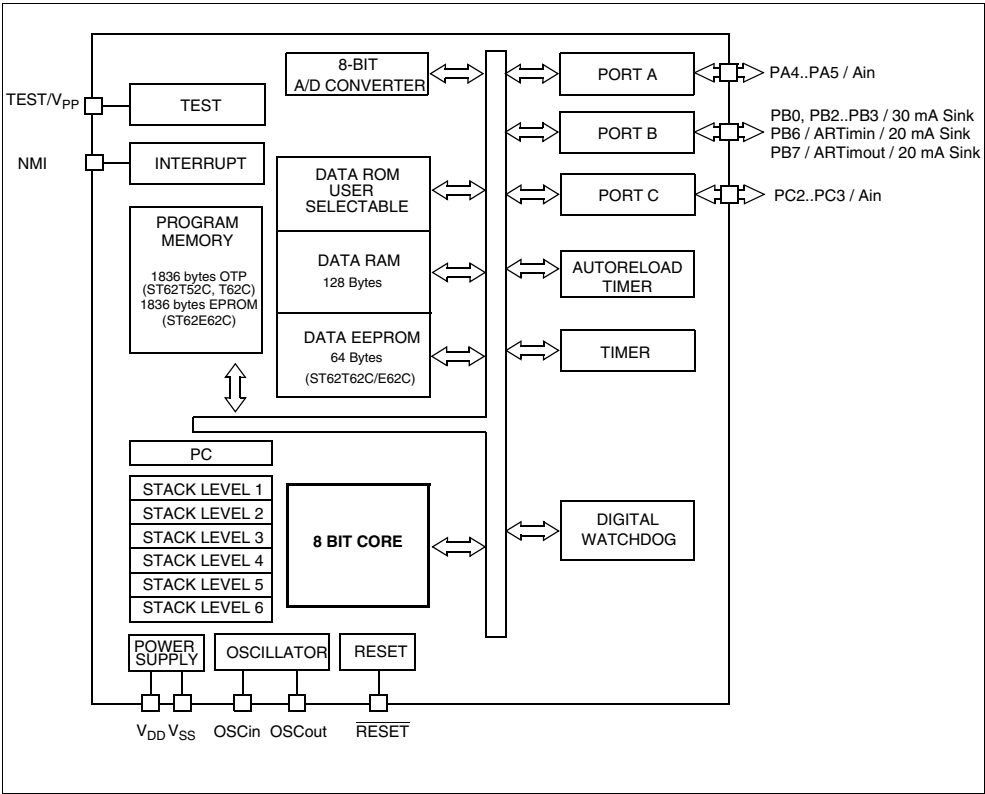 8-BIT
A/D CONVERTER
PORT A
PA4..PA5 / Ain
TEST/VPP
TEST
PORT B
PB0, PB2..PB3 / 30 mA Sink
PB6 / ARTimin / 20 mA Sink
PB7 / ARTimout / 20 mA Sink
NMI
INTERRUPT
DATA ROM
USER
SELECTABLE
PORT C
PC2..PC3 / Ain
PROGRAM
MEMORY
1836 bytes OTP
(ST62T52C, T62C)
1836 bytes EPROM
(ST62E62C)
DATA RAM
128 Bytes
AUTORELOAD
TIMER
DATA EEPROM
64 Bytes
(ST62T62C/E62C)
TIMER
PC
STACK LEVEL 1
STACK LEVEL 2
STACK LEVEL 3
STACK LEVEL 4
STACK LEVEL 5
STACK LEVEL 6
8 BIT CORE
DIGITAL
WATCHDOG
POWER
SUPPLY
OSCILLATOR
RESET
VDD VSS
OSCin OSCout
RESET